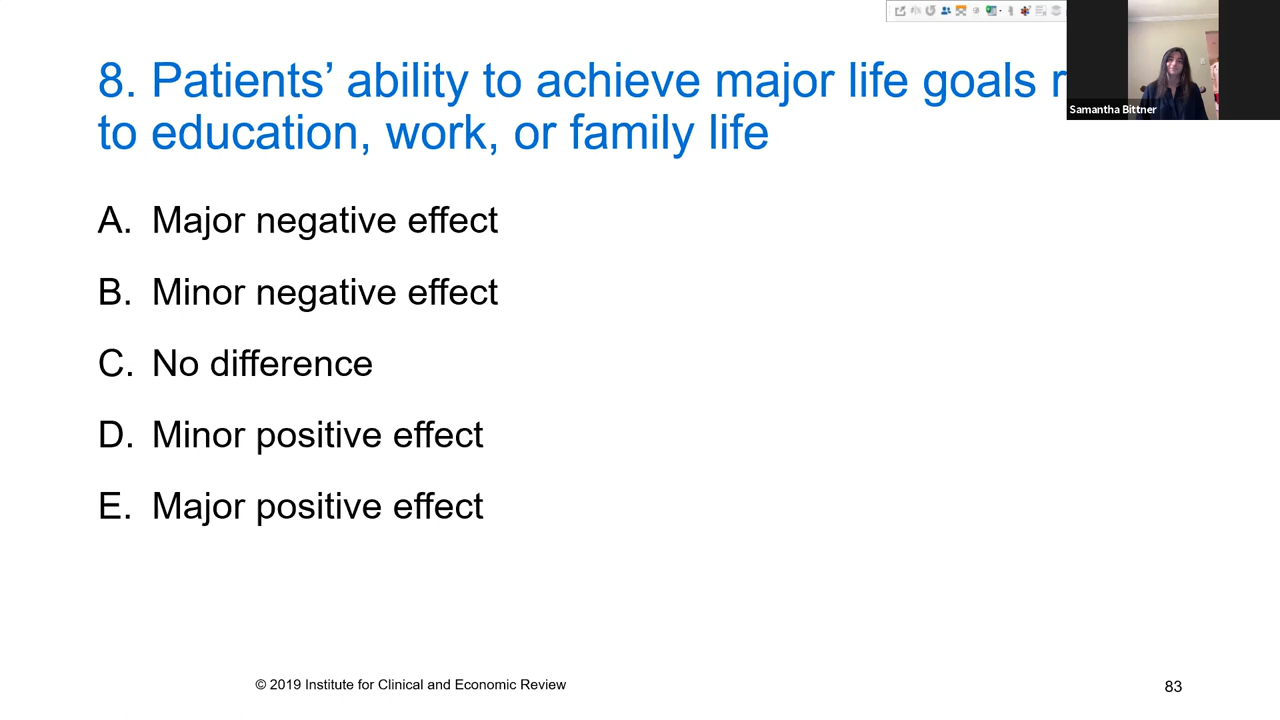 8. Patients’ ability to achieve major life goals
to education, work, or family life
Samantha Bittner
A. Major negative effect
B. Minor negative effect
C. No difference
D. Minor positive effect
E. Major positive effect
© 2019 Institute for Clinical and Economic Review
83